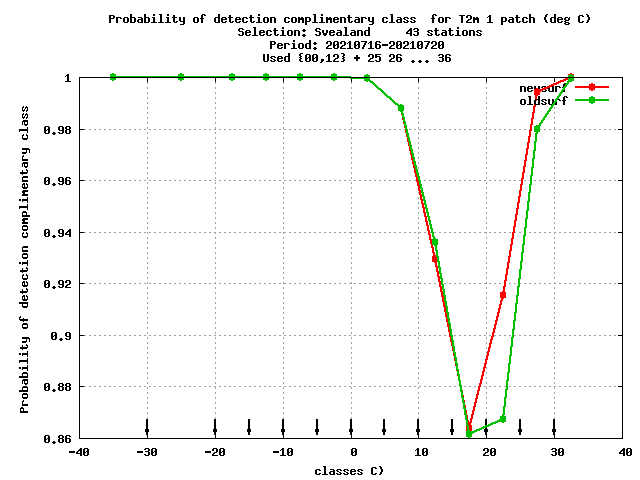 Probability of detection complimentary class  for T2m 1 patch (deg C)
Selection: Svealand     43 stations
Period: 20210716-20210720
Used {00,12} + 25 26 ... 36
newsurf
oldsurf
Probability of detection complimentary class
1
0,98
0,96
0,94
0,92
0,9
0,88
0,86
-40 -30 -20 -10 0 10 20 30 40
classes C)